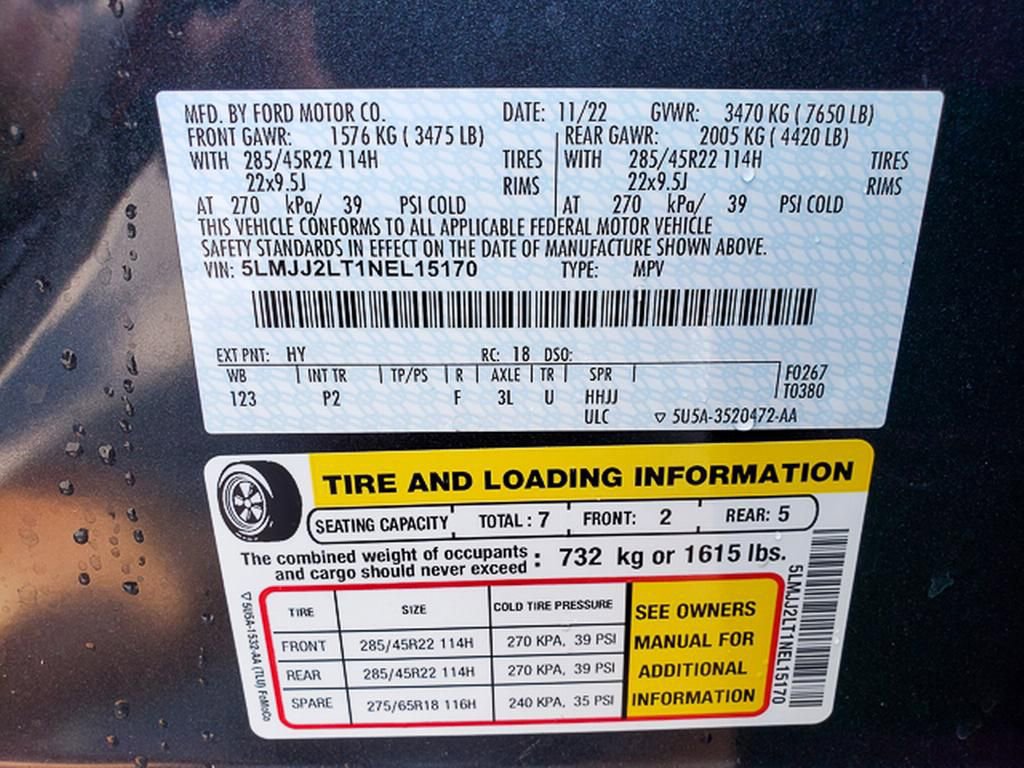 MFD. BY FORD MOTOR CO. DATE: 11/22 GVWR: 3470 KG ( 7650 LB)
FRONT GAWR: 1576 KG ( 3475 LB) REAR GAWR: 2005 KG ( 4420 LB)
WITH 285/45R22 114H TIRES WITH 285/45R22 114H TIRES
22x9.5J RIMS 22x9.5J RIMS
AT 270 kPa/ 39 PSI COLD AT 270 kPa/ 39 PSI COLD
THIS VEHICLE CONFORMS TO ALL APPLICABLE FEDERAL MOTOR VEHICLE
SAFETY STANDARDS IN EFFECT ON THE DATE OF MANUFACTURE SHOWN ABOVE.
VIN: 5LMJJ2LT1NEL15170 TYPE: MPV
EXT PNT: HY RC: 18 DSO:
WB INT TR TP/PS R AXLE TR SPR F0267
123 P2 F 3L U HHJJ T0380
ULC ▽ 5U5A-3520472-AA
TIRE AND LOADING INFORMATION
SEATING CAPACITY TOTAL : 7 FRONT: 2 REAR: 5
The combined weight of occupants
and cargo should never exceed : 732 kg or 1615 lbs.
TIRE SIZE COLD TIRE PRESSURE
FRONT 285/45R22 114H 270 KPA, 39 PSI
REAR 285/45R22 114H 270 KPA, 39 PSI
SPARE 275/65R18 116H 240 KPA, 35 PSI
SEE OWNERS
MANUAL FOR
ADDITIONAL
INFORMATION
5LMJJ2LT1NEL15170
▽ 5U5A-1532-AA (TLU) FoMoCo